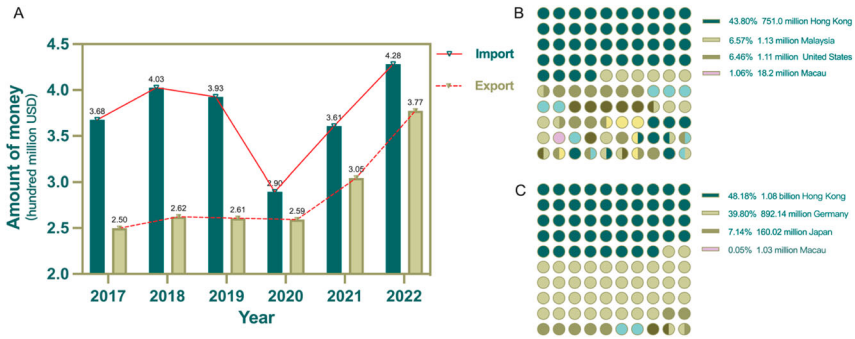 A
Amount of money
(hundred million USD)
4.5
4.0
3.5
3.0
2.5
2.0
3.68
4.03
3.93
2.90
3.61
4.28
2.50
2.62
2.61
2.59
3.05
3.77
2017 2018 2019 2020 2021 2022
Year
Import
Export
B
43.80% 751.0 million Hong Kong
6.57% 1.13 million Malaysia
6.46% 1.11 million United States
1.06% 18.2 million Macau
C
48.18% 1.08 billion Hong Kong
39.80% 892.14 million Germany
7.14% 160.02 million Japan
0.05% 1.03 million Macau